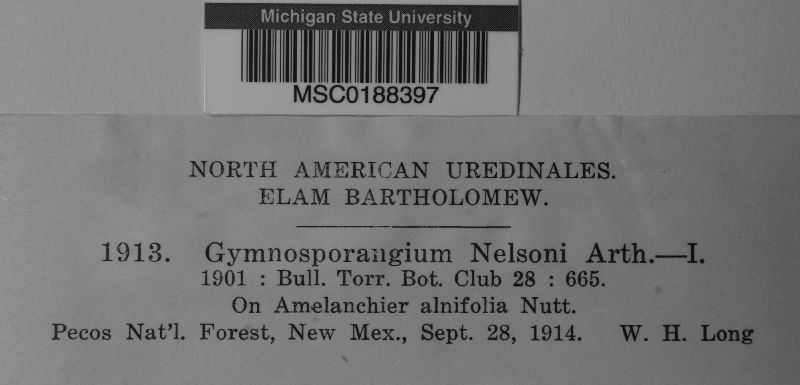 Michigan State University
MSC0188397
NORTH AMERICAN UREDINALES.
ELAM BARTHOLOMEW.
1913. Gymnosporangium Nelsoni Arth.—I.
1901 : Bull. Torr. Bot. Club 28 : 665.
On Amelanchier alnifolia Nutt.
Pecos Nat'l. Forest, New Mex., Sept. 28, 1914. W. H. Long